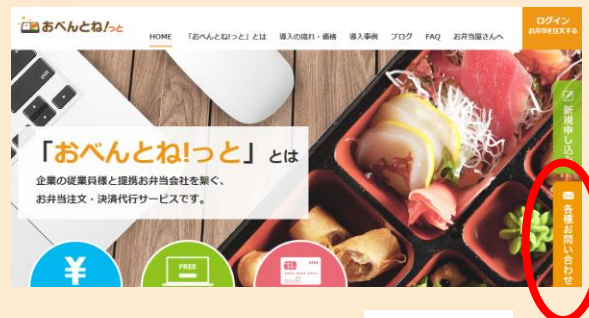 おべんとね!っと
HOME 「おべんとね!っと」とは 導入の流れ・価格 導入事例 ブログ FAQ お弁当屋さんへ
ログイン
お弁当を注文する
「おべんとね!っと」とは
企業の従業員様と提携お弁当会社を繋ぐ、
お弁当注文・決済代行サービスです。
新規申し込み
各種お問い合わせ
¥
FREE